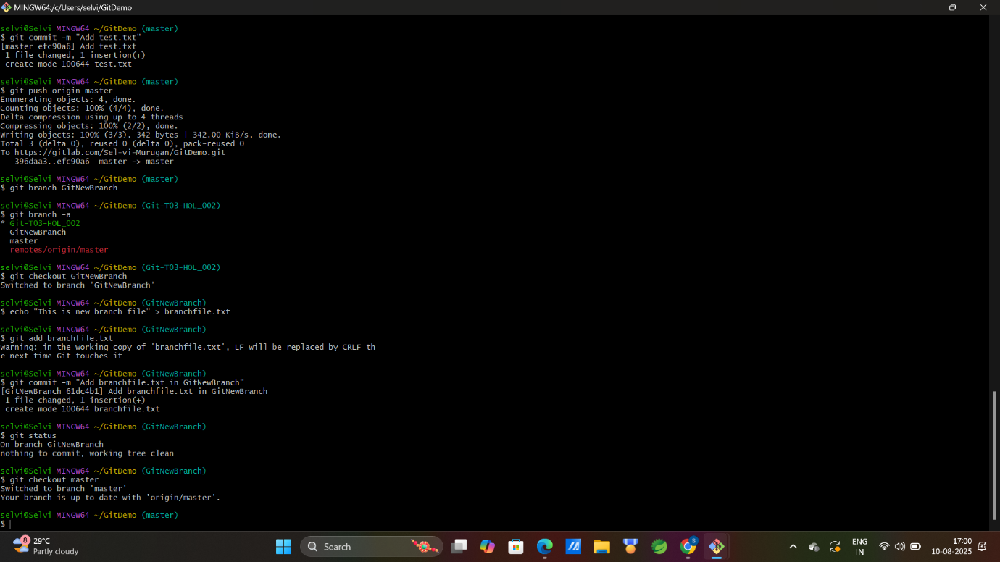 MINGW64:/c/Users/selvi/GitDemo
selvi@Selvi MINGW64 ~/GitDemo (master)
$ git commit -m "Add test.txt"
[master efc90a6] Add test.txt
 1 file changed, 1 insertion(+)
 create mode 100644 test.txt
selvi@Selvi MINGW64 ~/GitDemo (master)
$ git push origin master
Enumerating objects: 4, done.
Counting objects: 100% (4/4), done.
Delta compression using up to 4 threads
Compressing objects: 100% (2/2), done.
Writing objects: 100% (3/3), 342 bytes | 342.00 KiB/s, done.
Total 3 (delta 0), reused 0 (delta 0), pack-reused 0
To https://gitlab.com/Sel-vi-Murugan/GitDemo.git
   396daa3..efc90a6  master -> master
selvi@Selvi MINGW64 ~/GitDemo (master)
$ git branch GitNewBranch
selvi@Selvi MINGW64 ~/GitDemo (Git-T03-HOL_002)
$ git branch -a
* Git-T03-HOL_002
  GitNewBranch
  master
  remotes/origin/master
selvi@Selvi MINGW64 ~/GitDemo (Git-T03-HOL_002)
$ git checkout GitNewBranch
Switched to branch 'GitNewBranch'
selvi@Selvi MINGW64 ~/GitDemo (GitNewBranch)
$ echo "This is new branch file" > branchfile.txt
selvi@Selvi MINGW64 ~/GitDemo (GitNewBranch)
$ git add branchfile.txt
warning: in the working copy of 'branchfile.txt', LF will be replaced by CRLF th
e next time Git touches it
selvi@Selvi MINGW64 ~/GitDemo (GitNewBranch)
$ git commit -m "Add branchfile.txt in GitNewBranch"
[GitNewBranch 61dc4b1] Add branchfile.txt in GitNewBranch
 1 file changed, 1 insertion(+)
 create mode 100644 branchfile.txt
selvi@Selvi MINGW64 ~/GitDemo (GitNewBranch)
$ git status
On branch GitNewBranch
nothing to commit, working tree clean
selvi@Selvi MINGW64 ~/GitDemo (GitNewBranch)
$ git checkout master
Switched to branch 'master'
Your branch is up to date with 'origin/master'.
selvi@Selvi MINGW64 ~/GitDemo (master)
$
8
29°C
Partly cloudy
Search
S
ENG
IN
17:00
10-08-2025